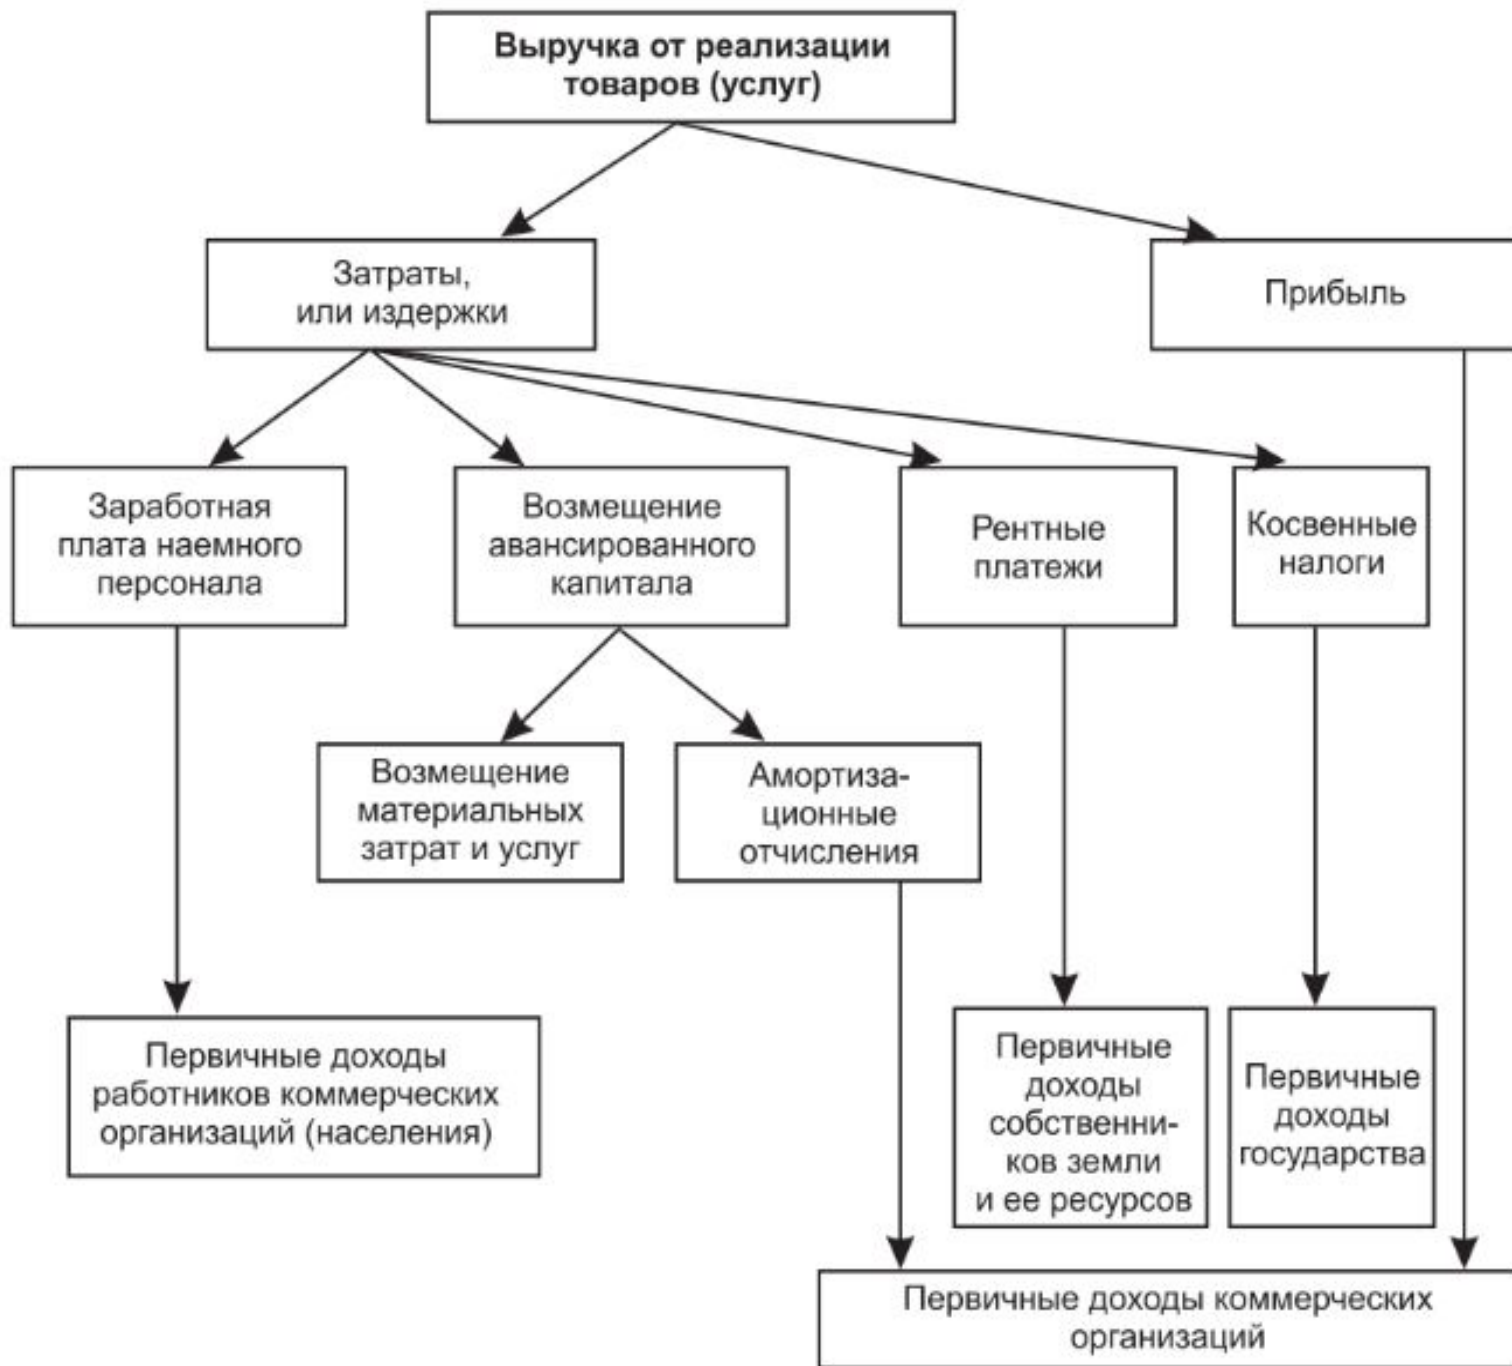 Выручка от реализации
товаров (услуг)
Затраты,
или издержки
Прибыль
Заработная
плата наемного
персонала
Возмещение
авансированного
капитала
Рентные
платежи
Косвенные
налоги
Возмещение
материальных
затрат и услуг
Амортиза-
ционные
отчисления
Первичные доходы
работников коммерческих
организаций (населения)
Первичные
доходы
собственни-
ков земли
и ее ресурсов
Первичные
доходы
государства
Первичные доходы коммерческих
организаций